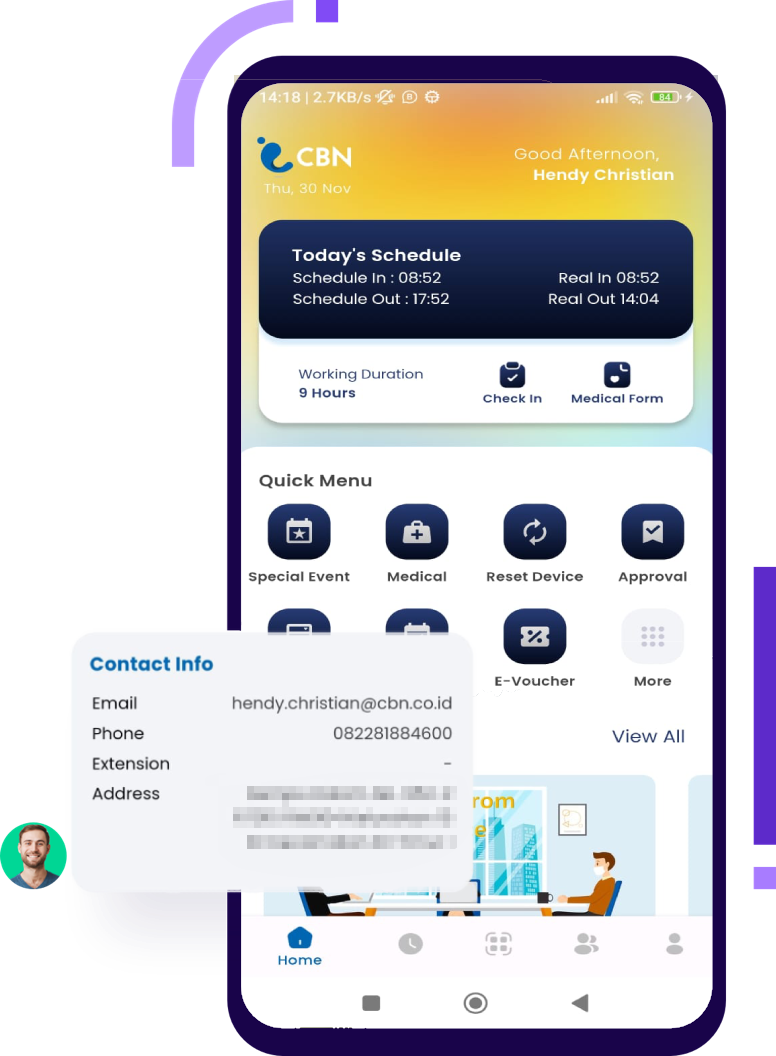 14:18 | 2.7KB/s
84
CBN
Thu, 30 Nov
Good Afternoon,
Hendy Christian
Today's Schedule
Schedule In : 08:52
Real In 08:52
Schedule Out : 17:52
Real Out 14:04
Working Duration
9 Hours
Check In
Medical Form
Quick Menu
Special Event
Medical
Reset Device
Approval
E-Voucher
More
Contact Info
Email
hendy.christian@cbn.co.id
Phone
082281884600
Extension
-
Address
View All
rom
e
Home